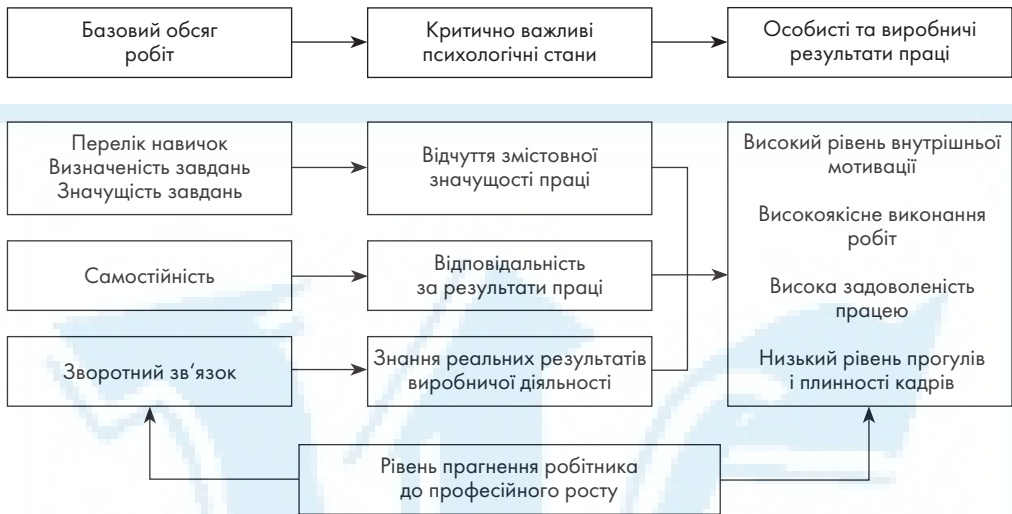 Базовий обсяг
робіт
Критично важливі
психологічні стани
Особисті та виробничі
результати праці
Перелік навичок
Визначеність завдань
Значущість завдань
Відчуття змістовної
значущості праці
Високий рівень внутрішньої
мотивації
Високоякісне виконання
робіт
Висока задоволеність
працею
Низький рівень прогулів
і плинності кадрів
Самостійність
Відповідальність
за результати праці
Зворотний зв’язок
Знання реальних результатів
виробничої діяльності
Рівень прагнення робітника
до професійного росту